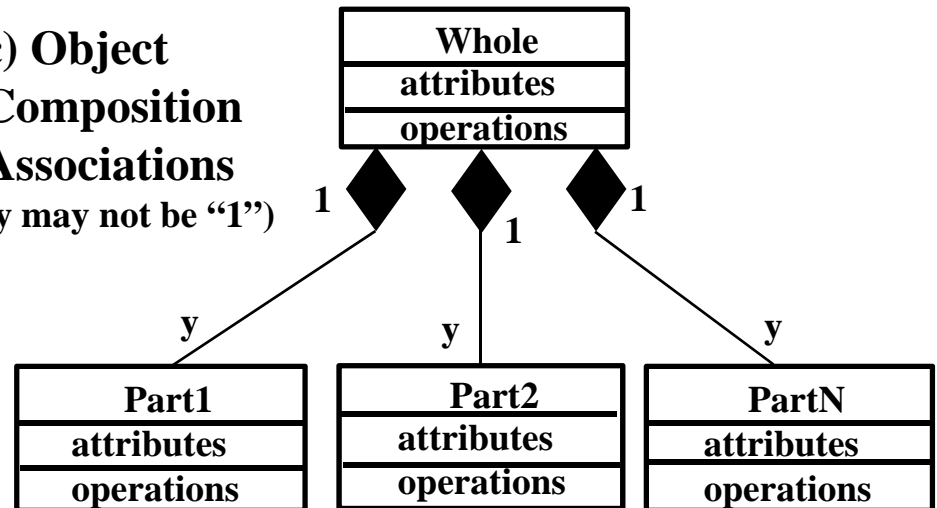 c) Object
Composition
Associations
(y may not be “1”)
Whole
attributes
operations
1
1
1
y
y
y
Part1
attributes
operations
Part2
attributes
operations
PartN
attributes
operations